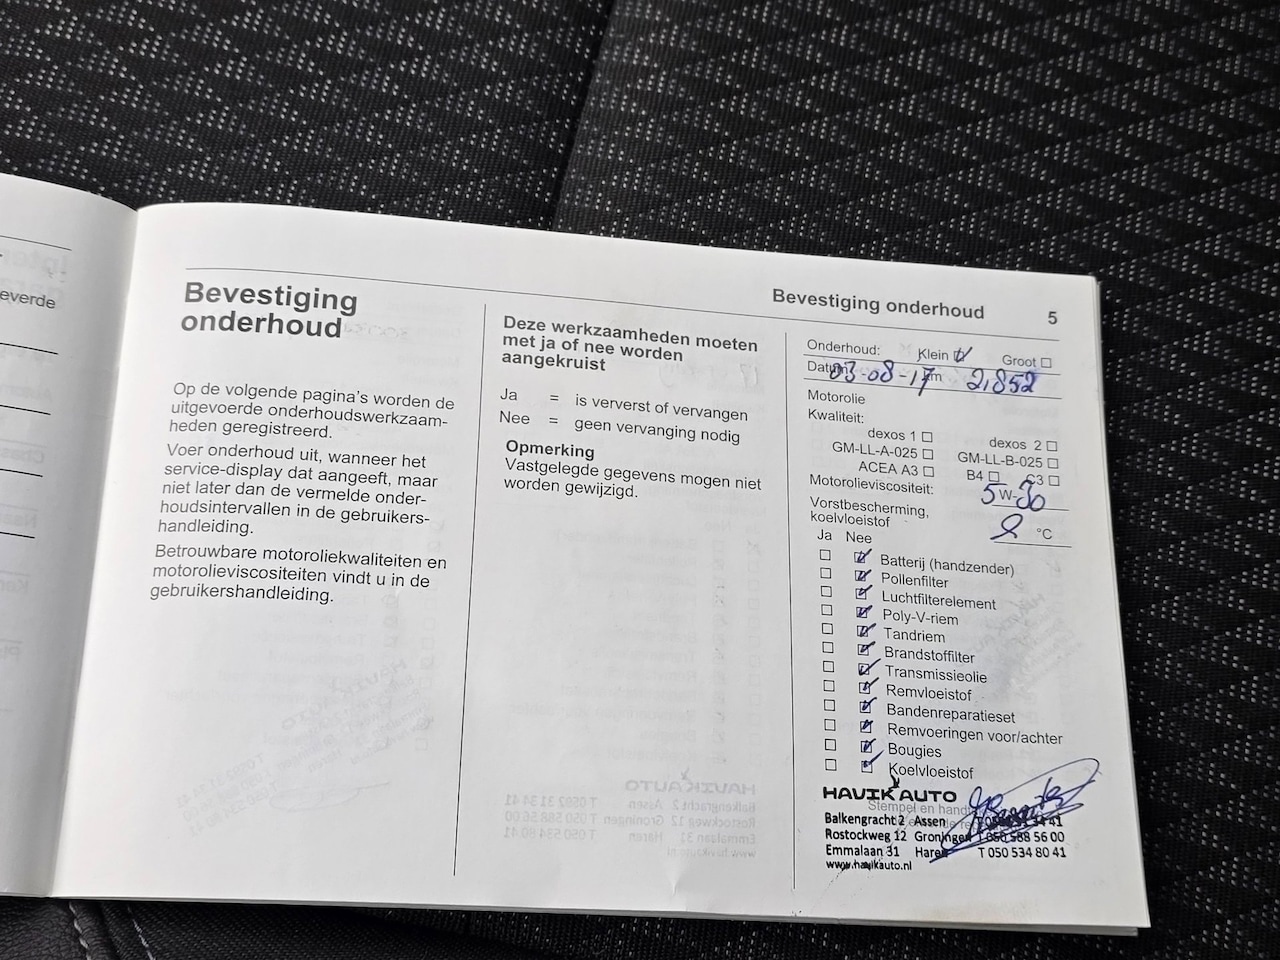 everde
Bevestiging
onderhoud
Op de volgende pagina's worden de
uitgevoerde onderhoudswerkzaam-
heden geregistreerd.
Voer onderhoud uit, wanneer het
service-display dat aangeeft, maar
niet later dan de vermelde onder-
houdsintervallen in de gebruikers-
handleiding.
Betrouwbare motoroliekwaliteiten en
motorolieviscositeiten vindt u in de
gebruikershandleiding.
Deze werkzaamheden moeten
met ja of nee worden
aangekruist
Ja = is ververst of vervangen
Nee = geen vervanging nodig
Opmerking
Vastgelegde gegevens mogen niet
worden gewijzigd.
Bevestiging onderhoud 5
Onderhoud: Klein Groot
Datum 03-08-17 km 2,852
Motorolie
Kwaliteit:
dexos 1 dexos 2
GM-LL-A-025 GM-LL-B-025
ACEA A3 B4 C3
Motorolieviscositeit: 5W-30
Vorstbescherming,
koelvloeistof °C
Ja Nee
Batterij (handzender)
Pollenfilter
Luchtfilterelement
Poly-V-riem
Tandriem
Brandstoffilter
Transmissieolie
Remvloeistof
Bandenreparatieset
Remvoeringen voor/achter
Bougies
Koelvloeistof
HAVIK AUTO
Stempel en
Balkengracht 2 Assen
Rostockweg 12 Groningen T 050 588 56 00
Emmalaan 31 Haren T 050 534 80 41
www.havikauto.nl